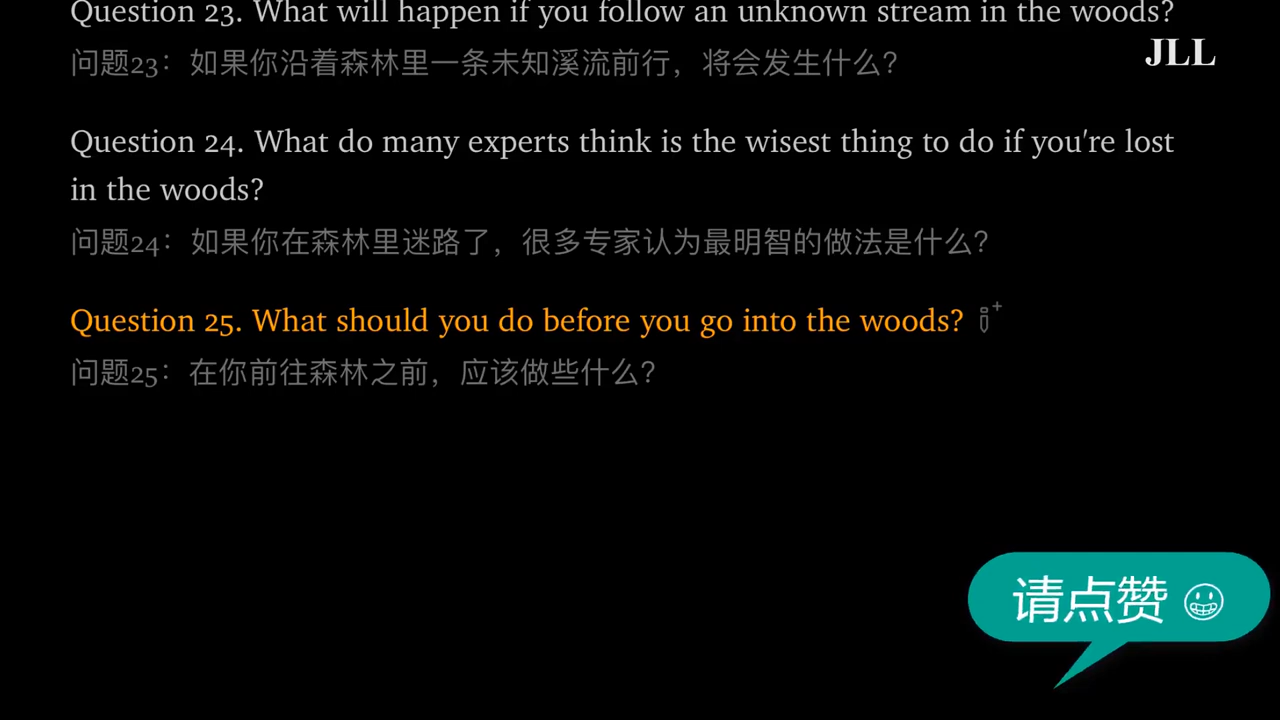 Question 23. What will happen if you follow an unknown stream in the woods?
问题23：如果你沿着森林里一条未知溪流前行，将会发生什么？
JLL
Question 24. What do many experts think is the wisest thing to do if you're lost
in the woods?
问题24：如果你在森林里迷路了，很多专家认为最明智的做法是什么？
Question 25. What should you do before you go into the woods?
问题25：在你前往森林之前，应该做些什么？
请点赞 😀